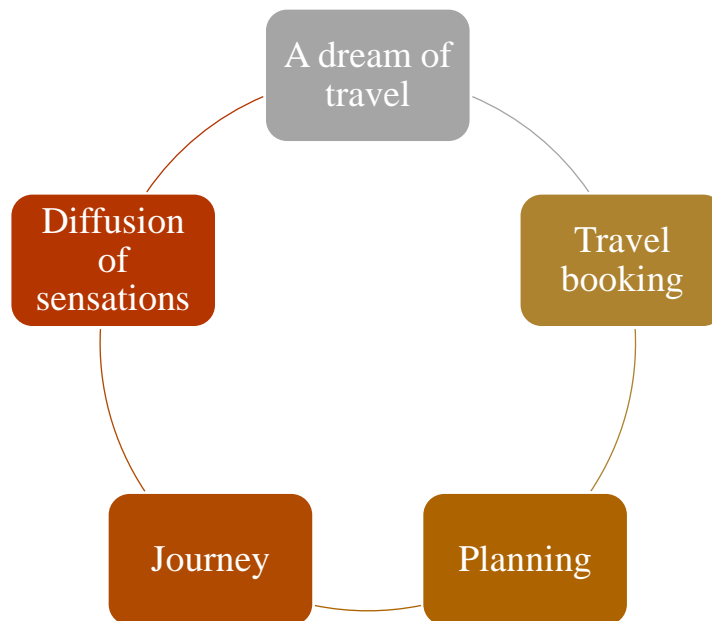 A dream of
travel
Travel
booking
Planning
Journey
Diffusion
of
sensations